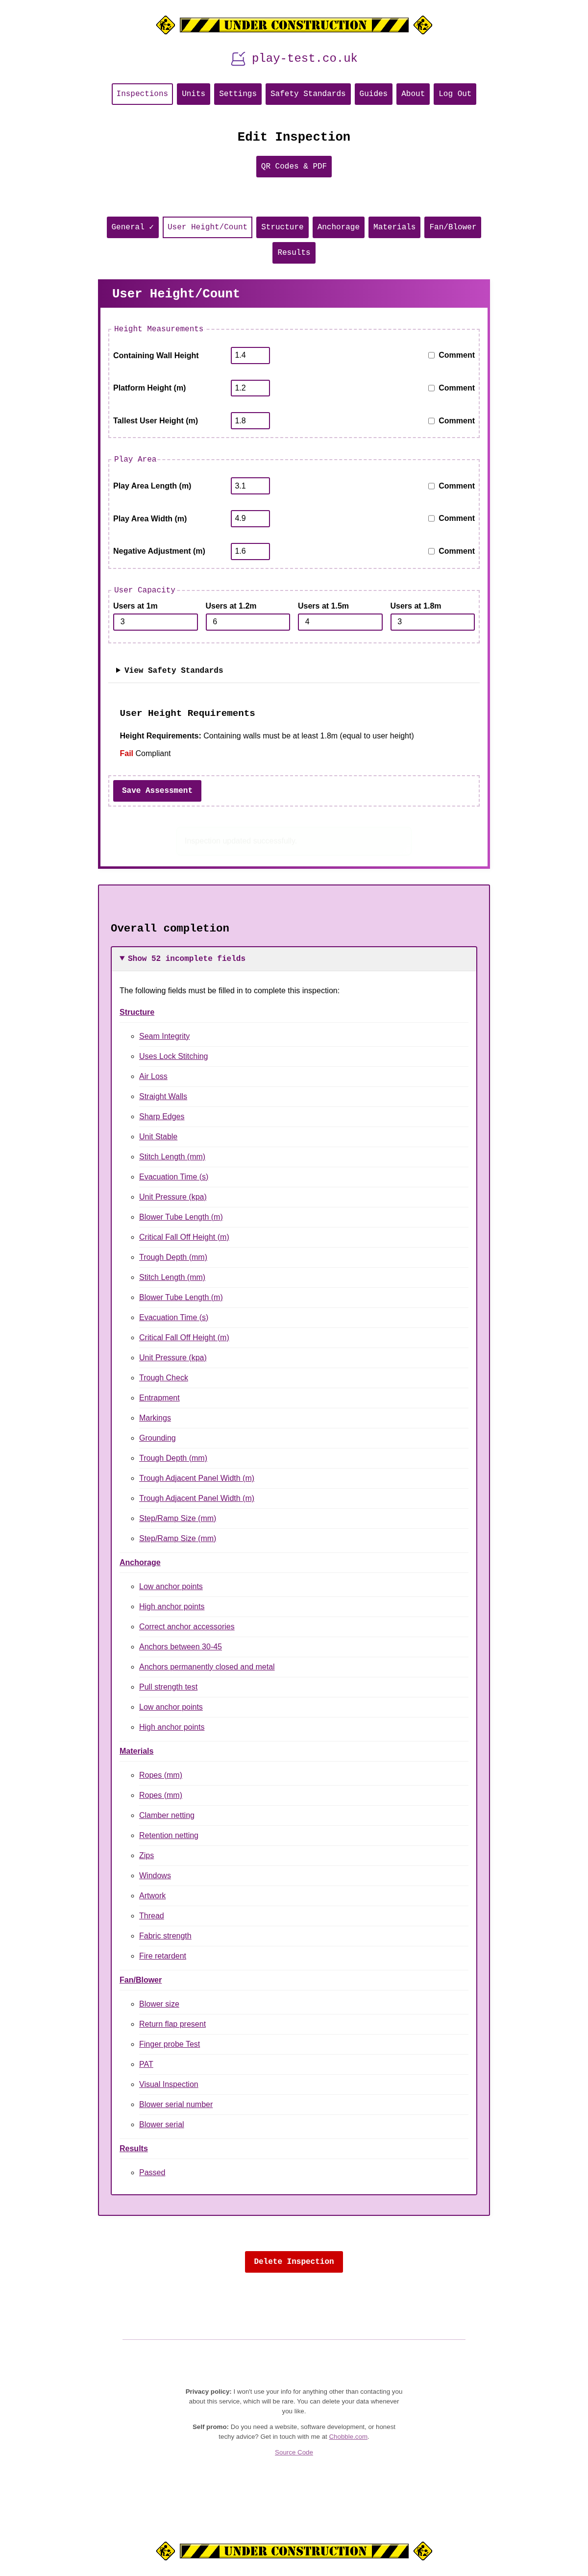 UNDER CONSTRUCTION
play-test.co.uk
Inspections Units Settings Safety Standards Guides About Log Out
Edit Inspection
QR Codes & PDF
General ✓ User Height/Count Structure Anchorage Materials Fan/Blower
Results
User Height/Count
Height Measurements
Containing Wall Height 1.4 Comment
Platform Height (m) 1.2 Comment
Tallest User Height (m) 1.8 Comment
Play Area
Play Area Length (m) 3.1 Comment
Play Area Width (m) 4.9 Comment
Negative Adjustment (m) 1.6 Comment
User Capacity
Users at 1m Users at 1.2m Users at 1.5m Users at 1.8m
3 6 4 3
View Safety Standards
User Height Requirements
Height Requirements: Containing walls must be at least 1.8m (equal to user height)
Fail Compliant
Save Assessment
Overall completion
Show 52 incomplete fields
The following fields must be filled in to complete this inspection:
Structure
Seam Integrity
Uses Lock Stitching
Air Loss
Straight Walls
Sharp Edges
Unit Stable
Stitch Length (mm)
Evacuation Time (s)
Unit Pressure (kpa)
Blower Tube Length (m)
Critical Fall Off Height (m)
Trough Depth (mm)
Stitch Length (mm)
Blower Tube Length (m)
Evacuation Time (s)
Critical Fall Off Height (m)
Unit Pressure (kpa)
Trough Check
Entrapment
Markings
Grounding
Trough Depth (mm)
Trough Adjacent Panel Width (m)
Trough Adjacent Panel Width (m)
Step/Ramp Size (mm)
Step/Ramp Size (mm)
Anchorage
Low anchor points
High anchor points
Correct anchor accessories
Anchors between 30-45
Anchors permanently closed and metal
Pull strength test
Low anchor points
High anchor points
Materials
Ropes (mm)
Ropes (mm)
Clamber netting
Retention netting
Zips
Windows
Artwork
Thread
Fabric strength
Fire retardent
Fan/Blower
Blower size
Return flap present
Finger probe Test
PAT
Visual Inspection
Blower serial number
Blower serial
Results
Passed
Delete Inspection
Privacy policy: I won't use your info for anything other than contacting you
about this service, which will be rare. You can delete your data whenever
you like.
Self promo: Do you need a website, software development, or honest
techy advice? Get in touch with me at Chobble.com.
Source Code
UNDER CONSTRUCTION